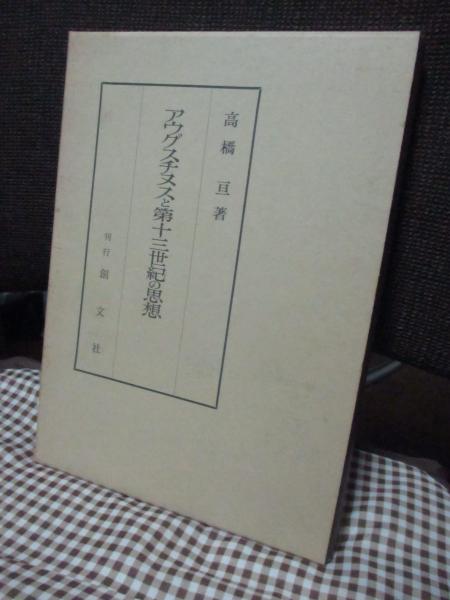 高橋亘著
アウグスチヌスと第十三世紀の思想
刊行 創文社